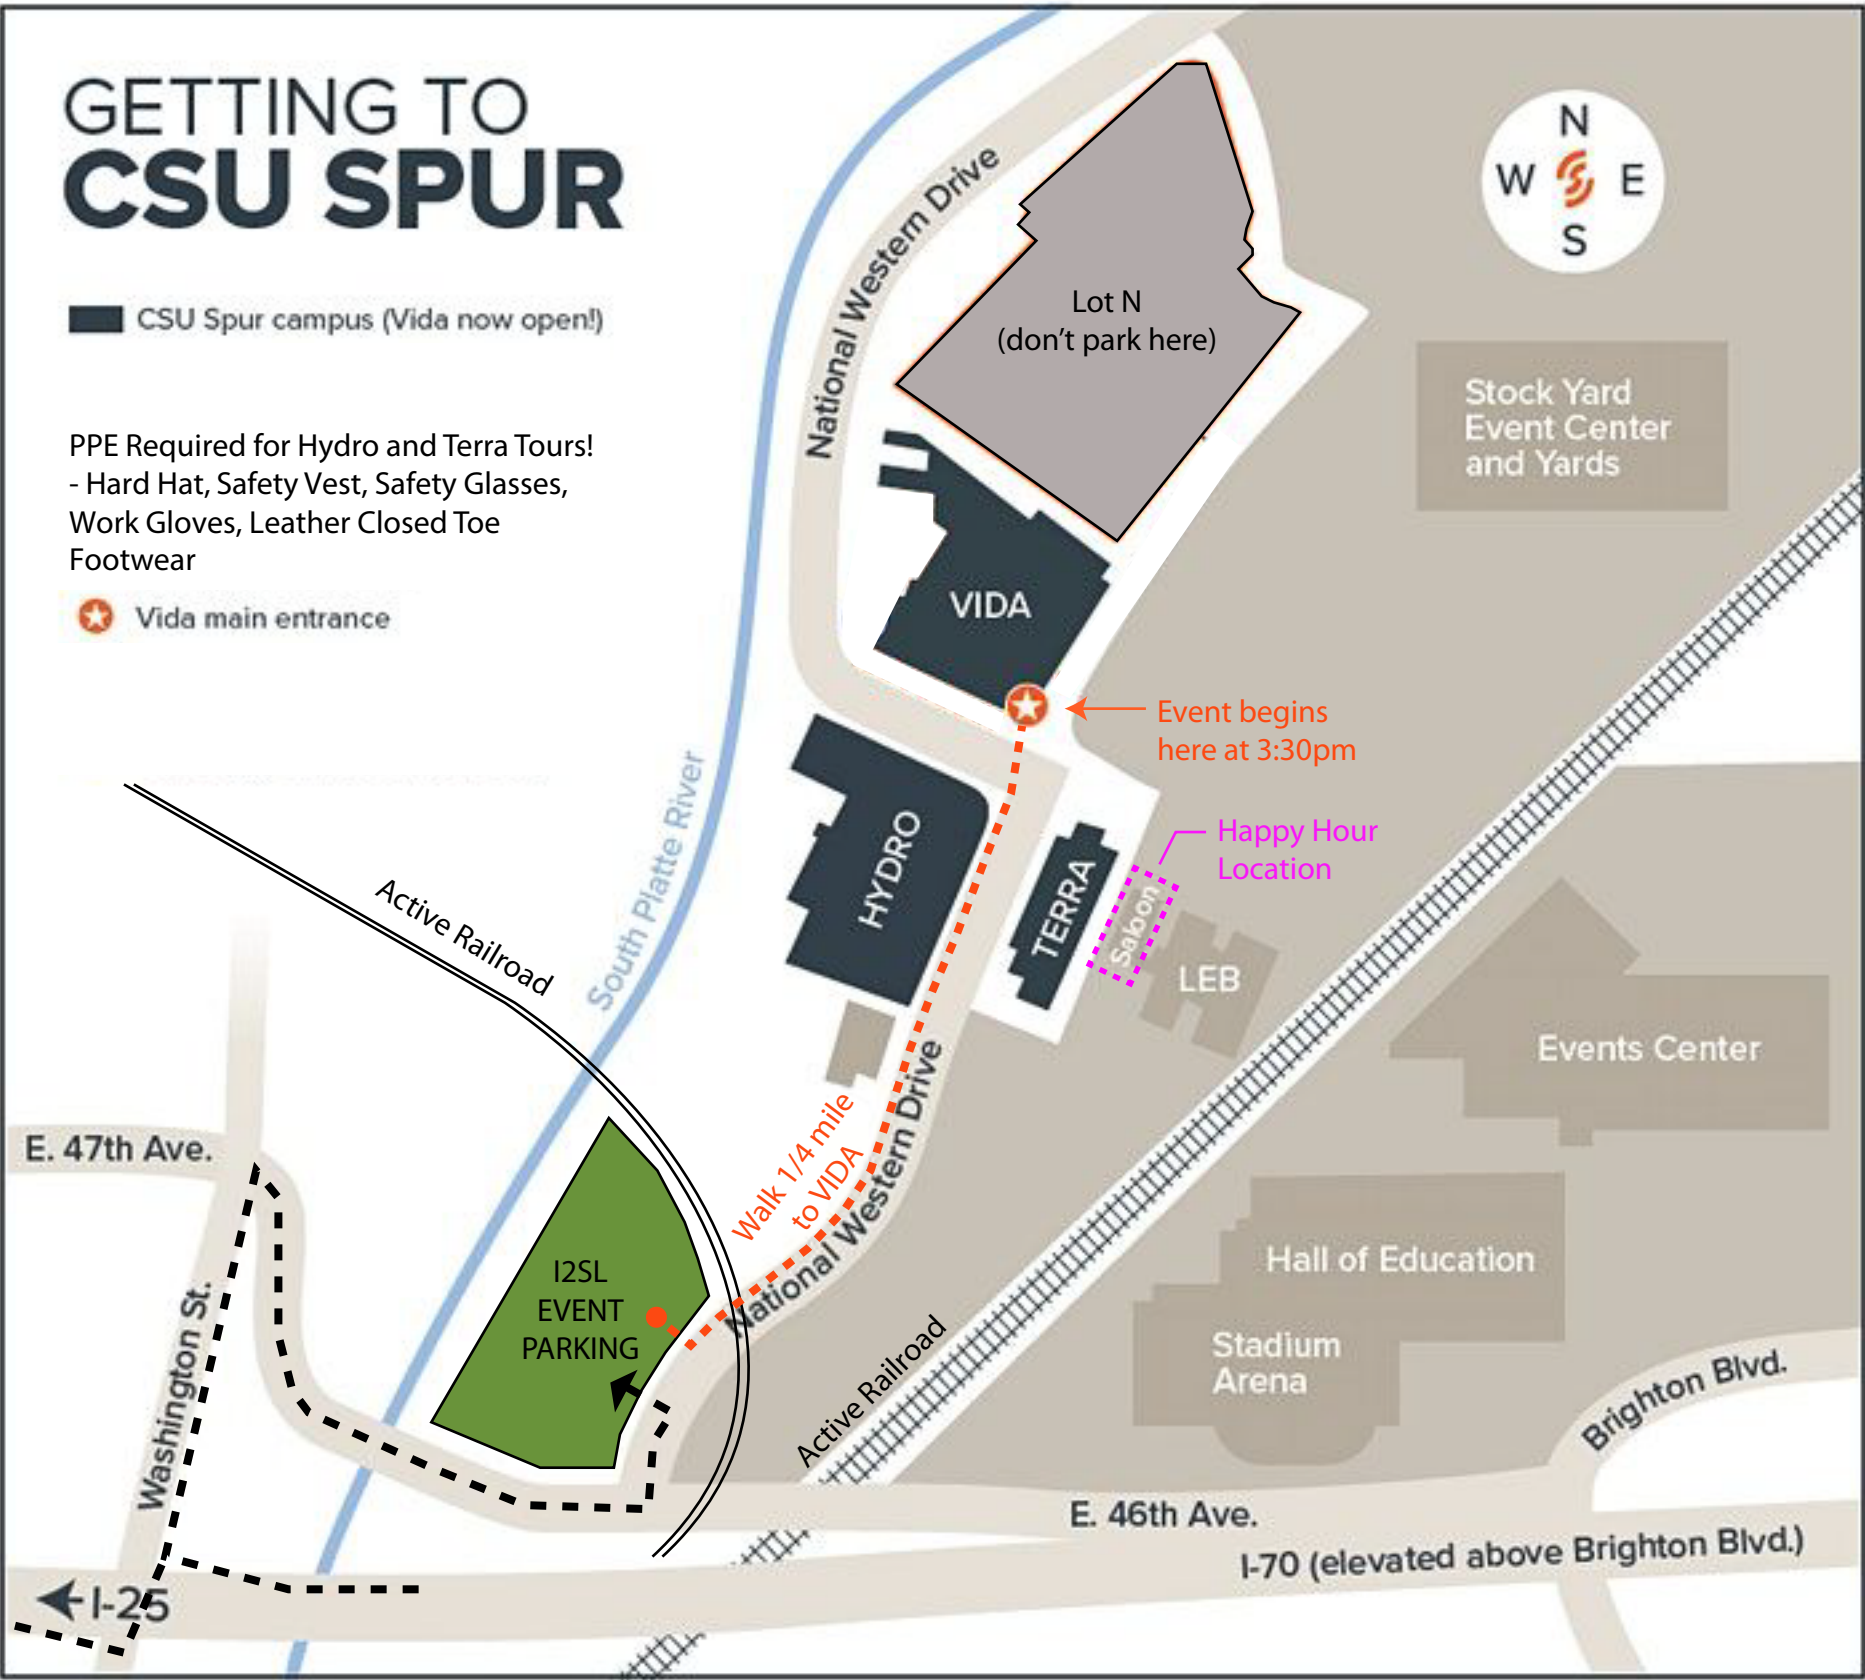 GETTING TO
CSU SPUR
CSU Spur campus (Vida now open!)
PPE Required for Hydro and Terra Tours!
- Hard Hat, Safety Vest, Safety Glasses,
Work Gloves, Leather Closed Toe
Footwear
Vida main entrance
N
W E
S
National Western Drive
Lot N
(don't park here)
Stock Yard
Event Center
and Yards
VIDA
Event begins
here at 3:30pm
Happy Hour
Location
South Platte River
HYDRO
TERRA
Saloon
LEB
Active Railroad
Events Center
E. 47th Ave.
Walk 1/4 mile
to VIDA
National Western Drive
I2SL
EVENT
PARKING
Hall of Education
Stadium
Arena
Washington St.
Active Railroad
Brighton Blvd.
E. 46th Ave.
I-70 (elevated above Brighton Blvd.)
I-25